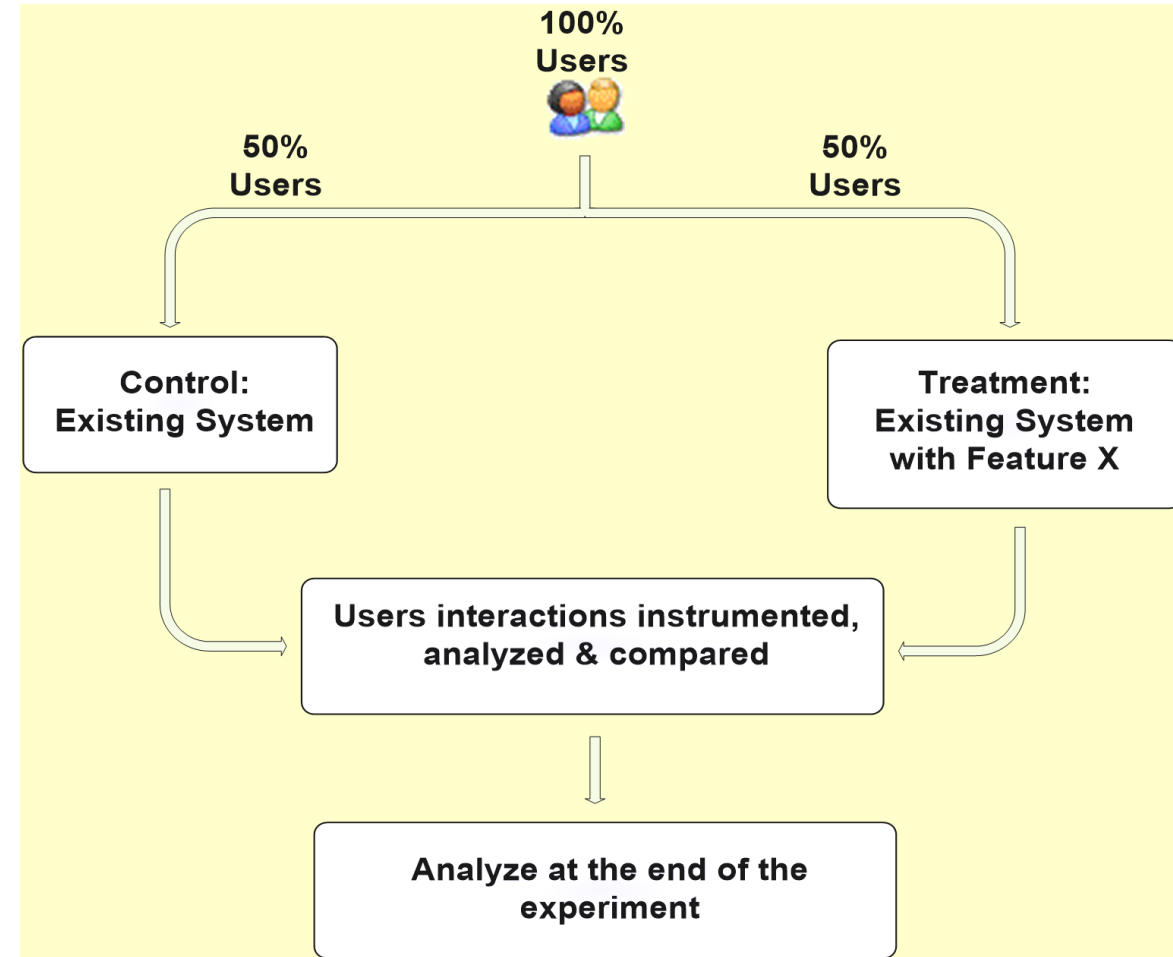 100%
Users
50%
Users
50%
Users
Control:
Existing System
Treatment:
Existing System
with Feature X
Users interactions instrumented,
analyzed & compared
Analyze at the end of the
experiment